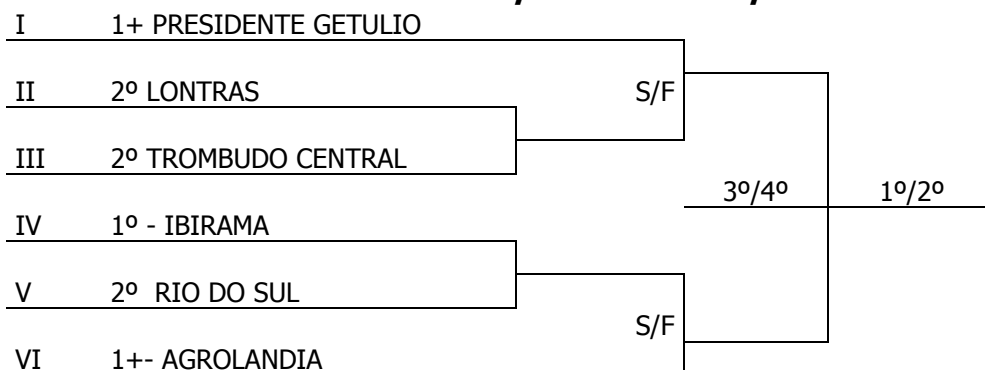 I 1+ PRESIDENTE GETULIO
II 2º LONTRAS S/F
III 2º TROMBUDO CENTRAL
3º/4º 1º/2º
IV 1º - IBIRAMA
V 2º RIO DO SUL
S/F
VI 1+- AGROLANDIA